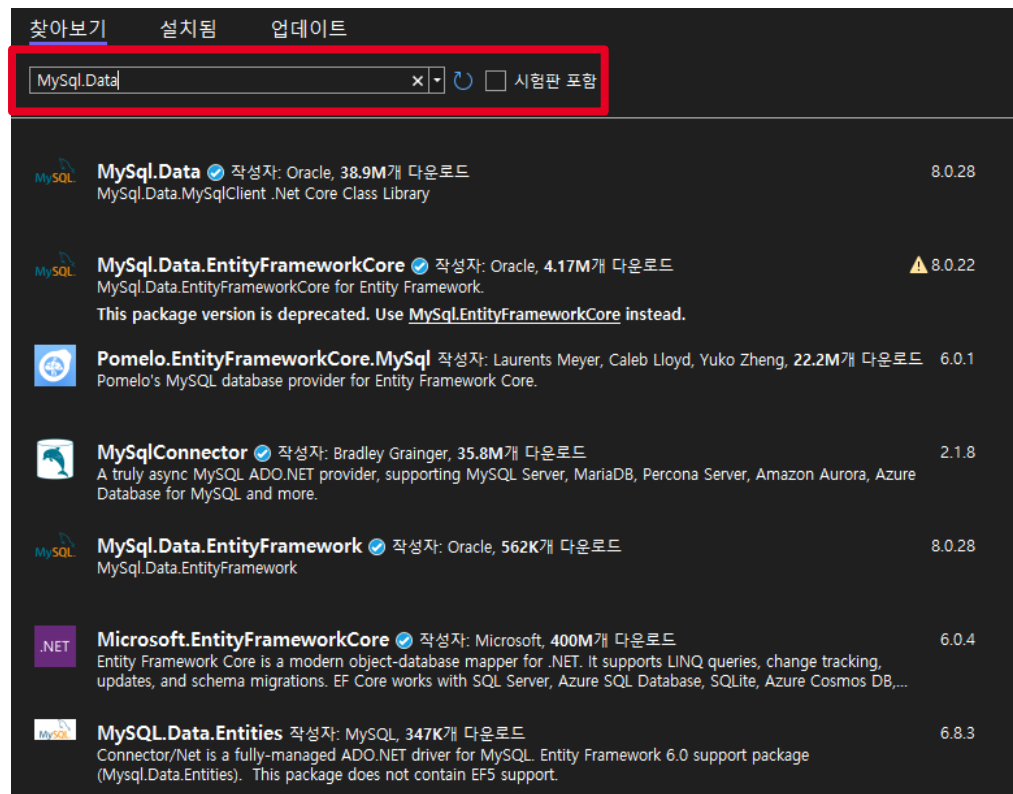 찾아보기 설치됨 업데이트
MySql.Data 시험판 포함
MySQL. MySql.Data 작성자: Oracle, 38.9M개 다운로드 8.0.28
MySql.Data.MySqlClient .Net Core Class Library
MySQL. MySql.Data.EntityFrameworkCore 작성자: Oracle, 4.17M개 다운로드 8.0.22
MySql.Data.EntityFrameworkCore for Entity Framework.
This package version is deprecated. Use MySql.EntityFrameworkCore instead.
Pomelo.EntityFrameworkCore.MySql 작성자: Laurents Meyer, Caleb Lloyd, Yuko Zheng, 22.2M개 다운로드 6.0.1
Pomelo's MySQL database provider for Entity Framework Core.
MySqlConnector 작성자: Bradley Grainger, 35.8M개 다운로드 2.1.8
A truly async MySQL ADO.NET provider, supporting MySQL Server, MariaDB, Percona Server, Amazon Aurora, Azure
Database for MySQL and more.
MySQL. MySql.Data.EntityFramework 작성자: Oracle, 562K개 다운로드 8.0.28
MySql.Data.EntityFramework
.NET Microsoft.EntityFrameworkCore 작성자: Microsoft, 400M개 다운로드 6.0.4
Entity Framework Core is a modern object-database mapper for .NET. It supports LINQ queries, change tracking,
updates, and schema migrations. EF Core works with SQL Server, Azure SQL Database, SQLite, Azure Cosmos DB,...
MySQL. MySQL.Data.Entities 작성자: MySQL, 347K개 다운로드 6.8.3
Connector/Net is a fully-managed ADO.NET driver for MySQL. Entity Framework 6.0 support package
(Mysql.Data.Entities). This package does not contain EF5 support.